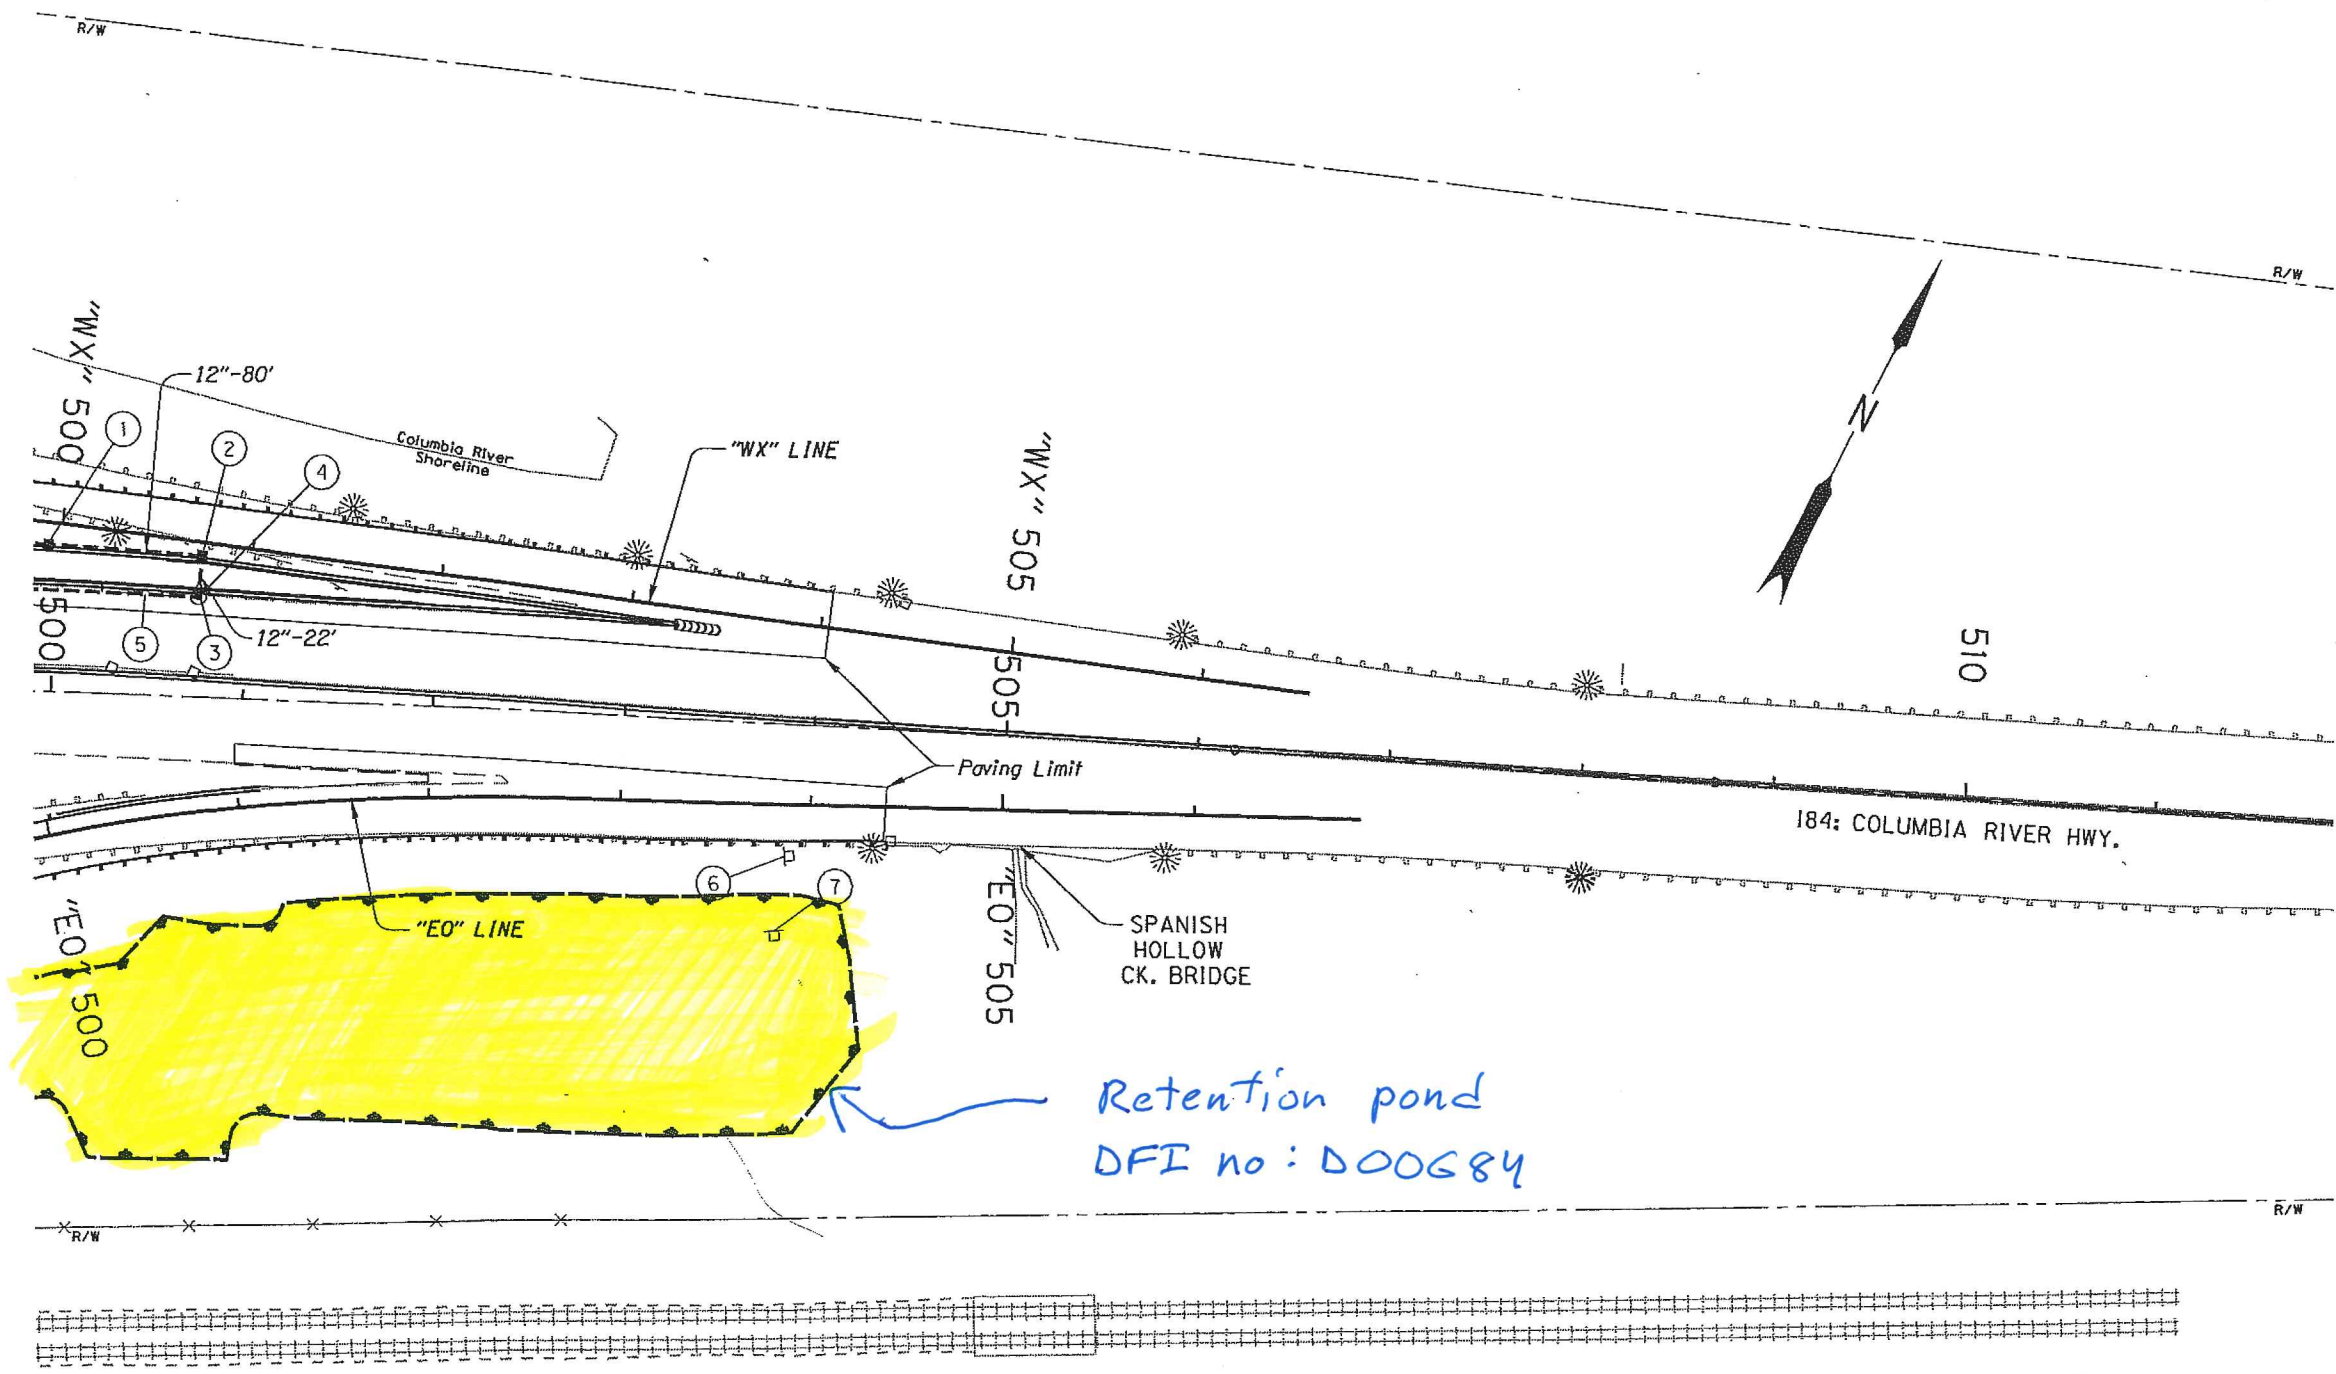 R/W
R/W
"WX" 500
12"-80'
1
2
4
Columbia River
Shoreline
"WX" LINE
"WX" 505
N
500
5
3
12"-22'
505
510
Paving Limit
184: COLUMBIA RIVER HWY.
6
7
"EO" 500
"EO" LINE
"EO" 505
SPANISH
HOLLOW
CK. BRIDGE
Retention pond
DFI no: D00684
R/W
R/W